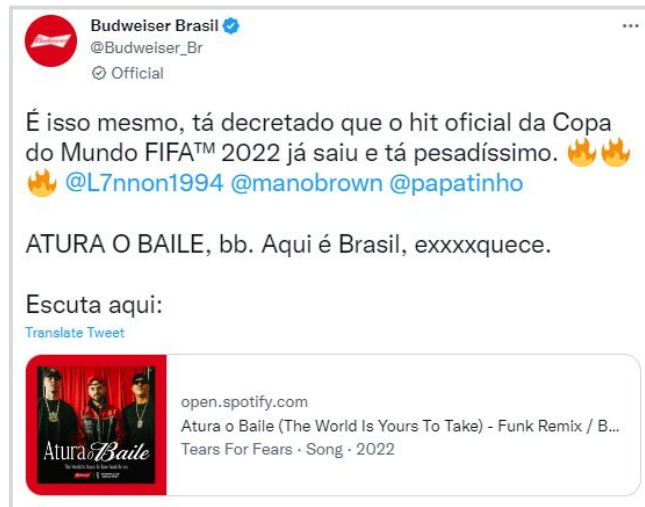 Budweiser Brasil
@Budweiser_Br
Official
É isso mesmo, tá decretado que o hit oficial da Copa
do Mundo FIFA™ 2022 já saiu e tá pesadíssimo. 🔥🔥
🔥 @L7nnon1994 @manobrown @papatinho
ATURA O BAILE, bb. Aqui é Brasil, exxxxquece.
Escuta aqui:
Translate Tweet
Atura o Baile
open.spotify.com
Atura o Baile (The World Is Yours To Take) - Funk Remix / B...
Tears For Fears · Song · 2022